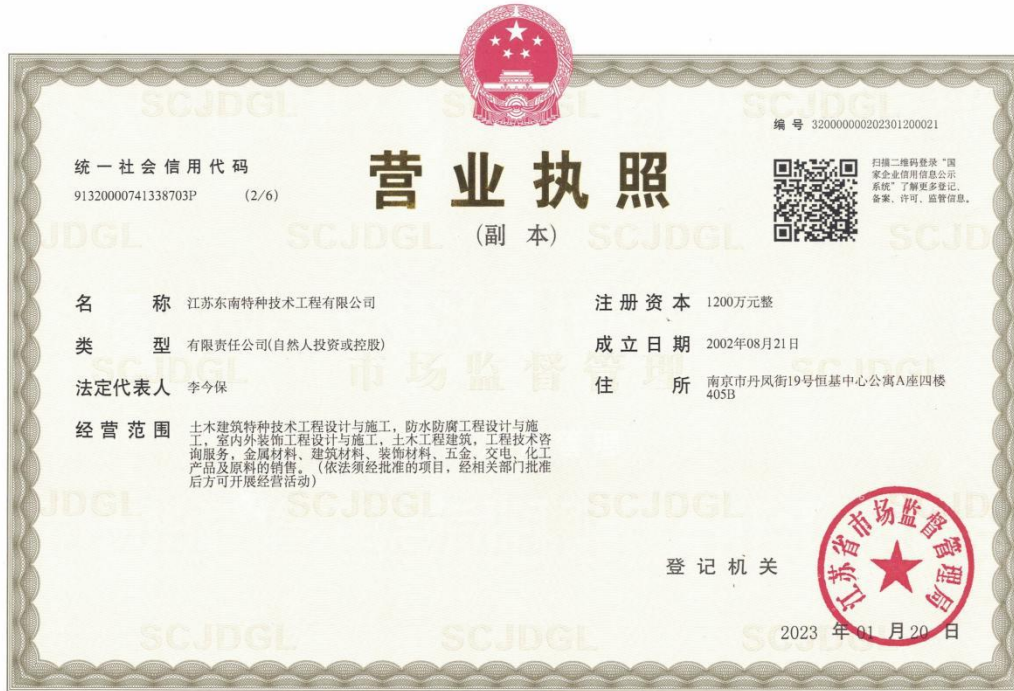 编 号 320000000202301200021
统一社会信用代码
91320000741338703P (2/6)
营业执照
(副 本)
扫描二维码登录“国
家企业信用信息公示
系统”了解更多登记、
备案、许可、监管信息。
名 称 江苏东南特种技术工程有限公司
注 册 资 本 1200万元整
类 型 有限责任公司(自然人投资或控股)
成 立 日 期 2002年08月21日
法定代表人 李今保
住 所 南京市丹凤街19号恒基中心公寓A座四楼
405B
经 营 范 围 土木建筑特种技术工程设计与施工，防水防腐工程设计与施
工，室内外装饰工程设计与施工，土木工程建筑，工程技术咨
询服务，金属材料、建筑材料、装饰材料、五金、交电、化工
产品及原料的销售。（依法须经批准的项目，经相关部门批准
后方可开展经营活动）
登 记 机 关
江苏省市场监督管理局
2023 年 01 月 20 日
SCJDGL
市场监督管理